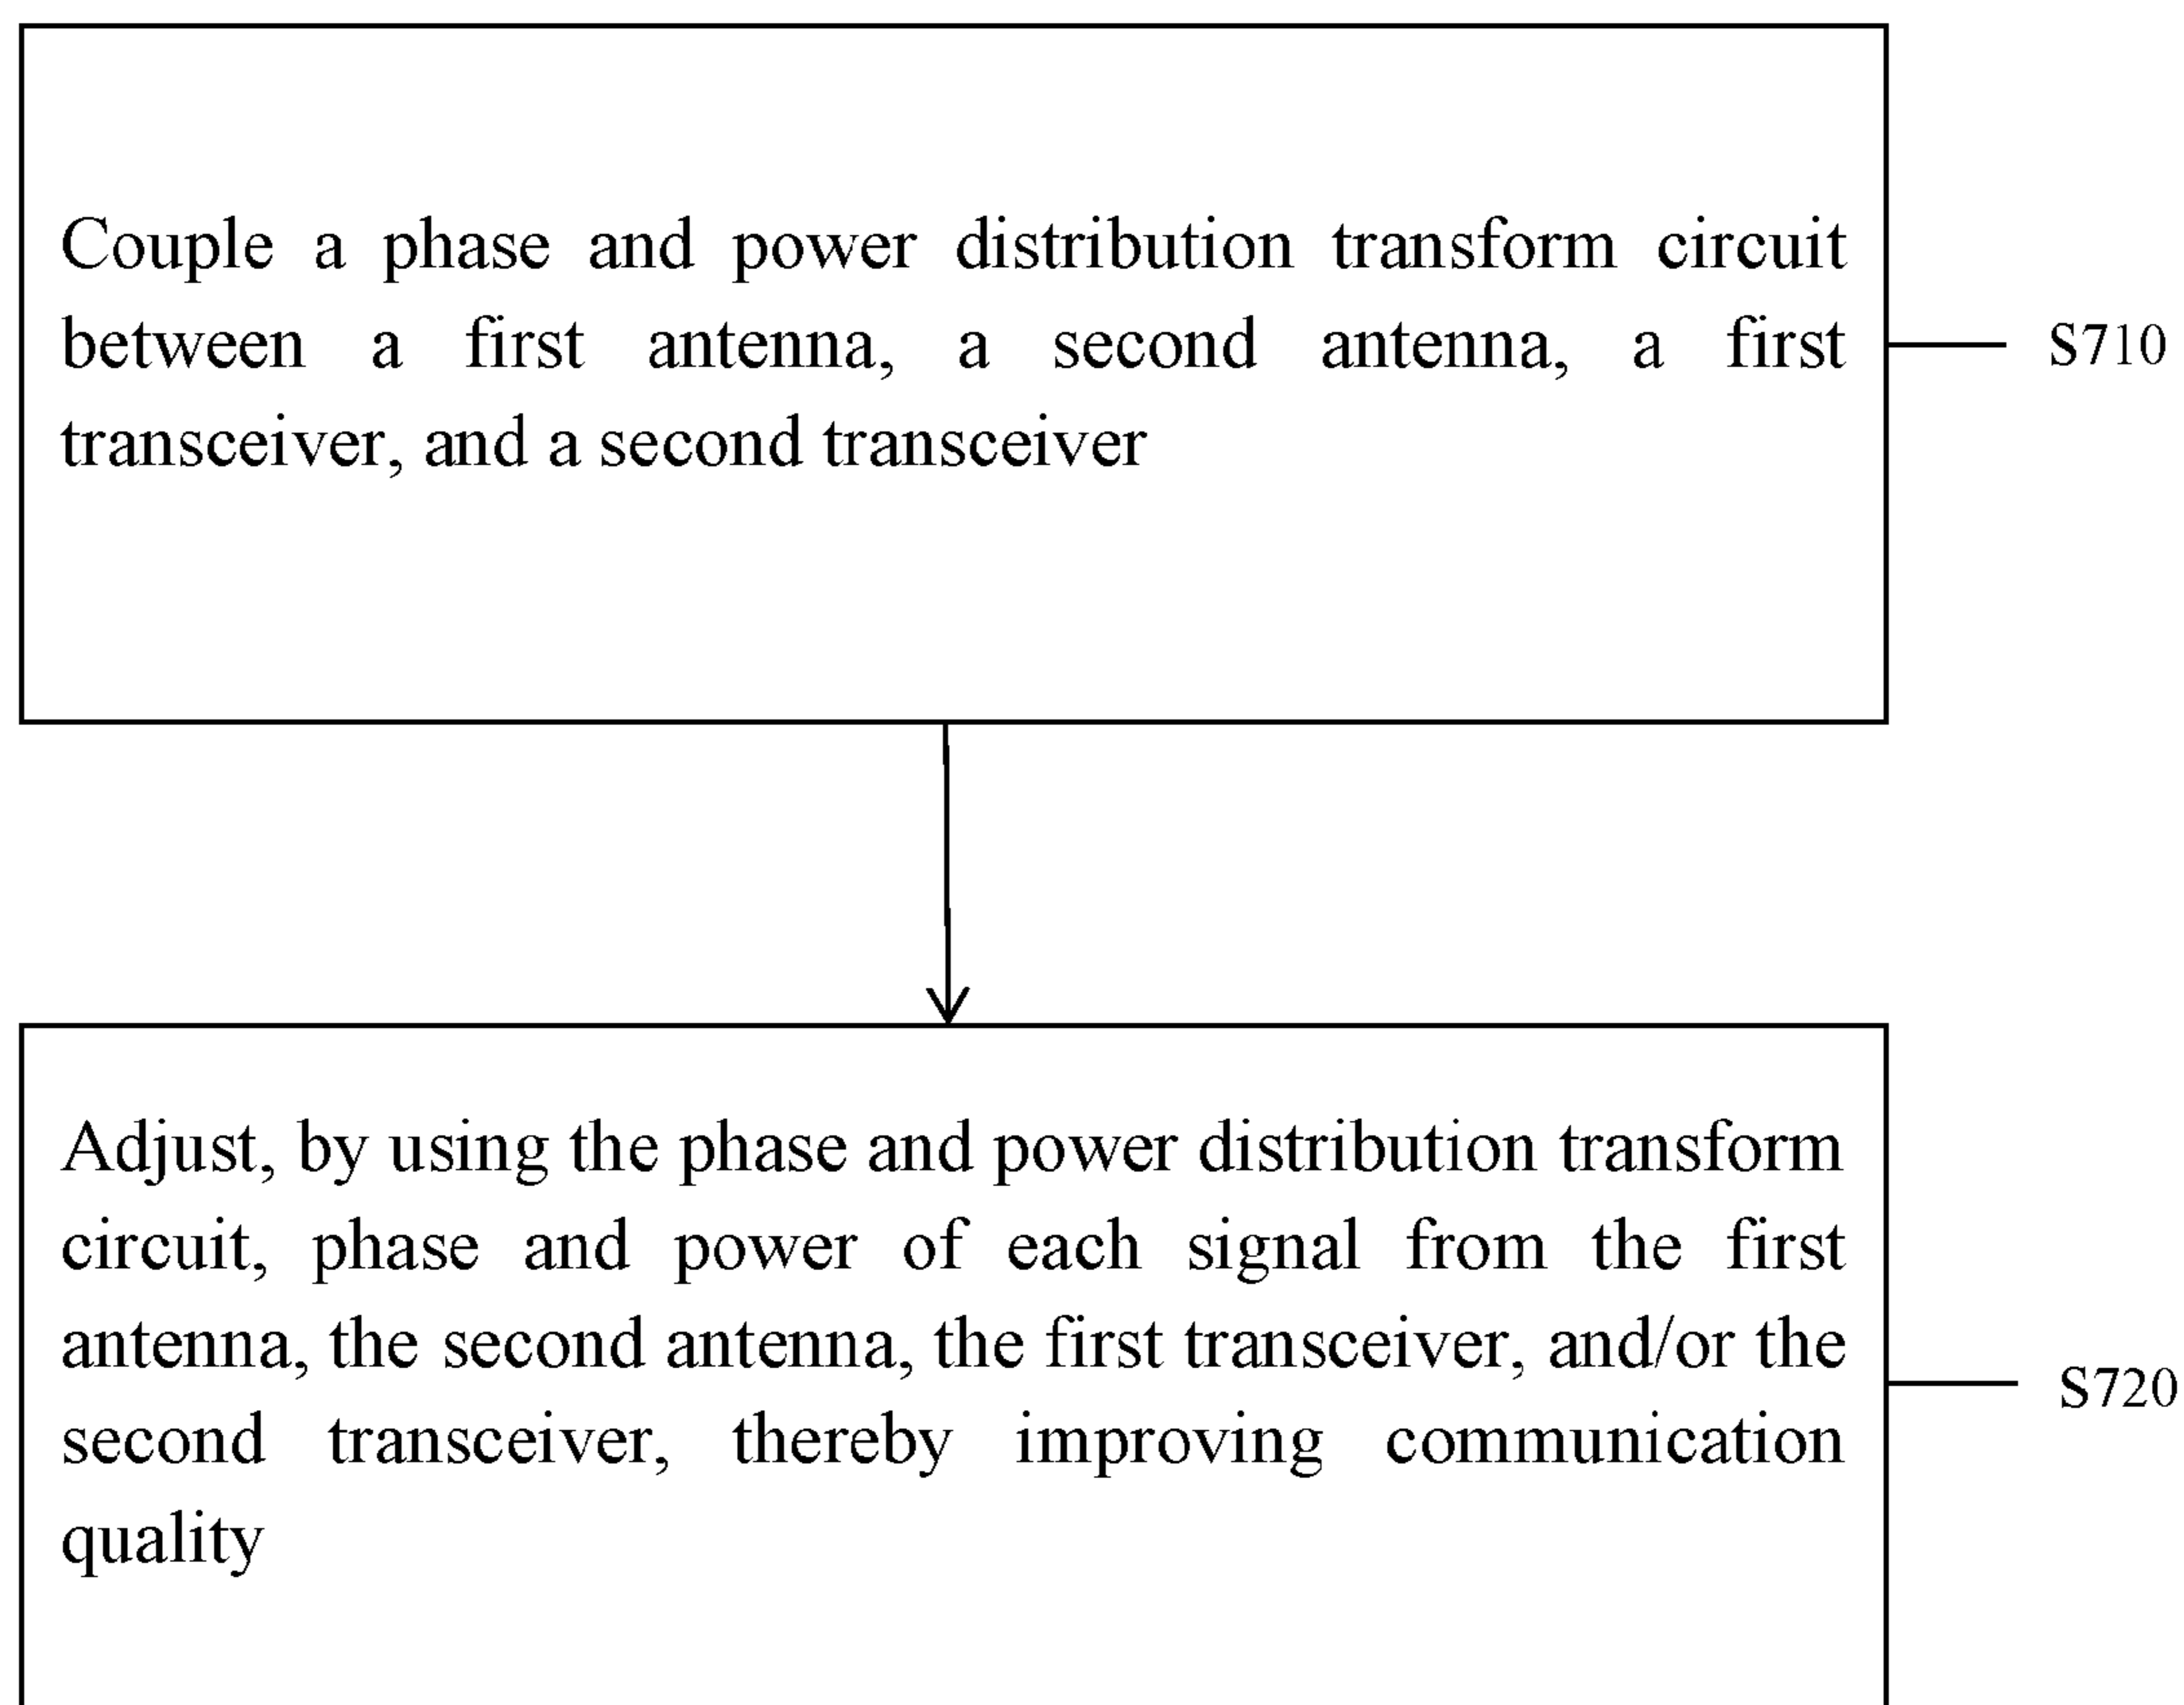 Couple a phase and power distribution transform circuit
between a first antenna, a second antenna, a first
transceiver, and a second transceiver
S710
Adjust, by using the phase and power distribution transform
circuit, phase and power of each signal from the first
antenna, the second antenna, the first transceiver, and/or the
second transceiver, thereby improving communication
quality
S720